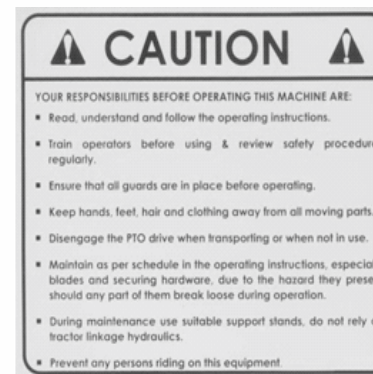 CAUTION
YOUR RESPONSIBILITIES BEFORE OPERATING THIS MACHINE ARE:
▪ Read, understand and follow the operating instructions.
▪ Train operators before using & review safety procedur
regularly.
▪ Ensure that all guards are in place before operating.
▪ Keep hands, feet, hair and clothing away from all moving parts.
▪ Disengage the PTO drive when transporting or when not in use.
▪ Maintain as per schedule in the operating instructions, especial
blades and securing hardware, due to the hazard they prese
should any part of them break loose during operation.
▪ During maintenance use suitable support stands, do not rely
tractor linkage hydraulics.
▪ Prevent any persons riding on this equipment.